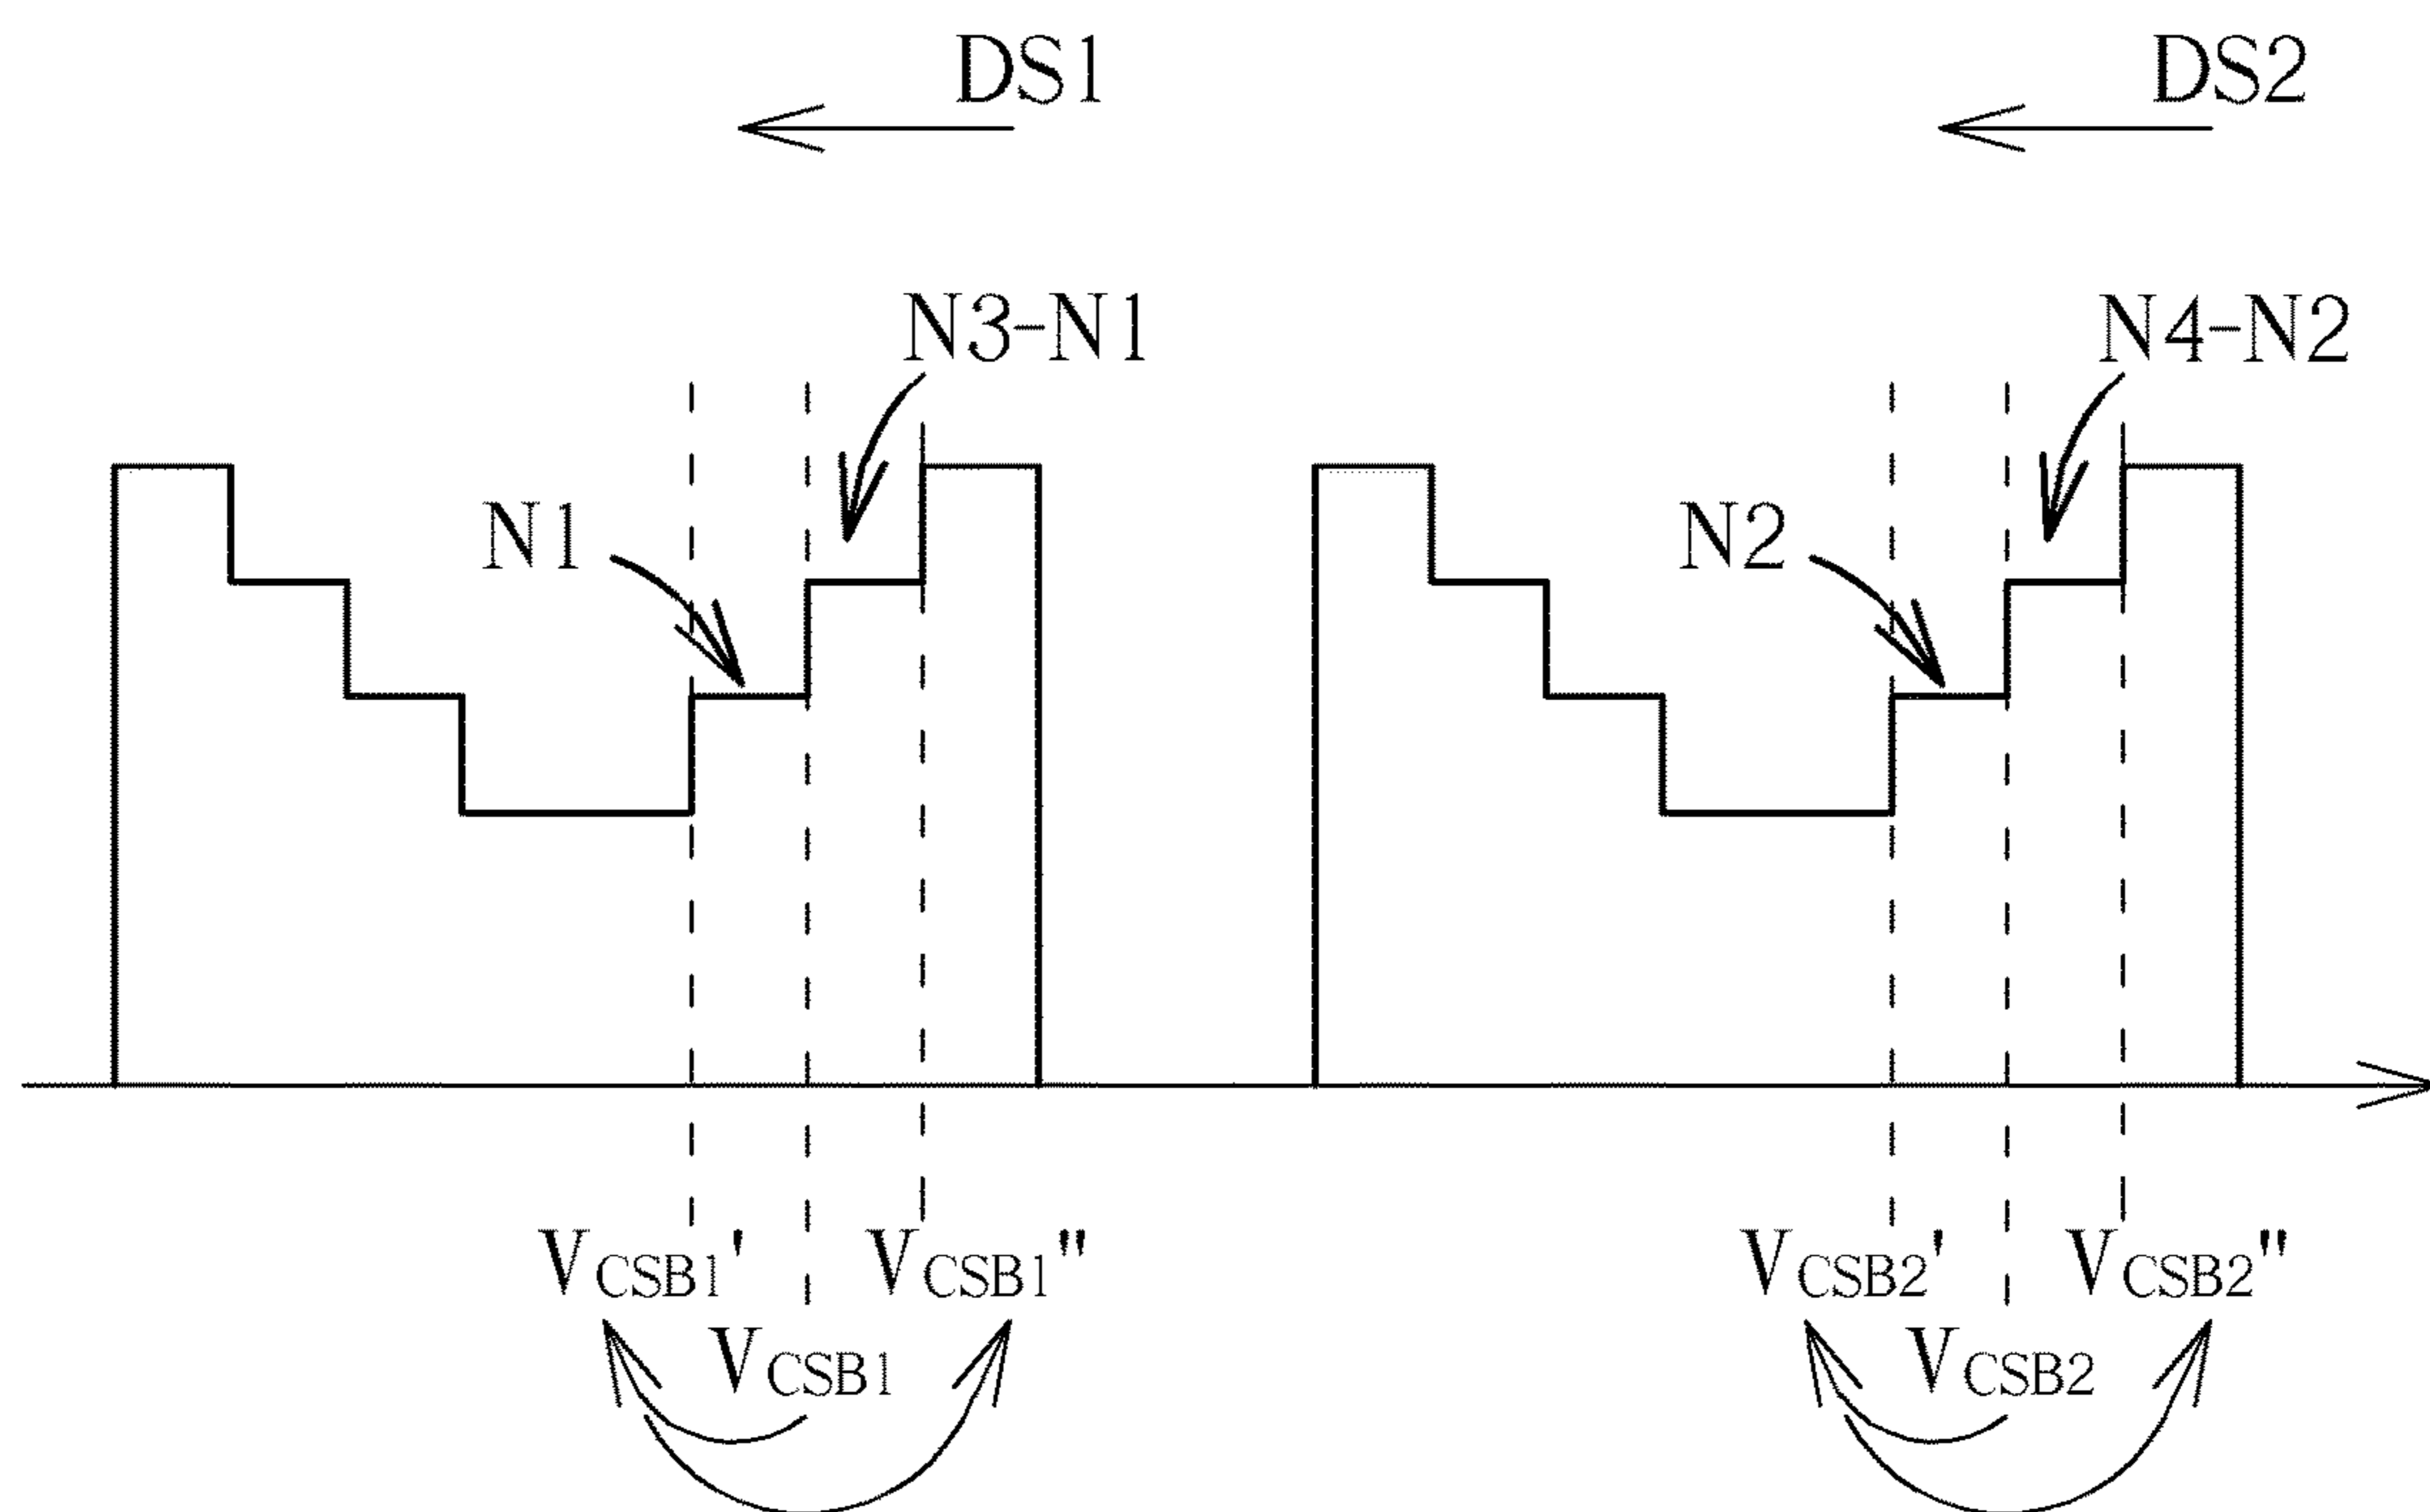 DS1 DS2
N3-N1 N4-N2
N1 N2
VCSB1' VCSB1" VCSB2' VCSB2"
VCSB1 VCSB2